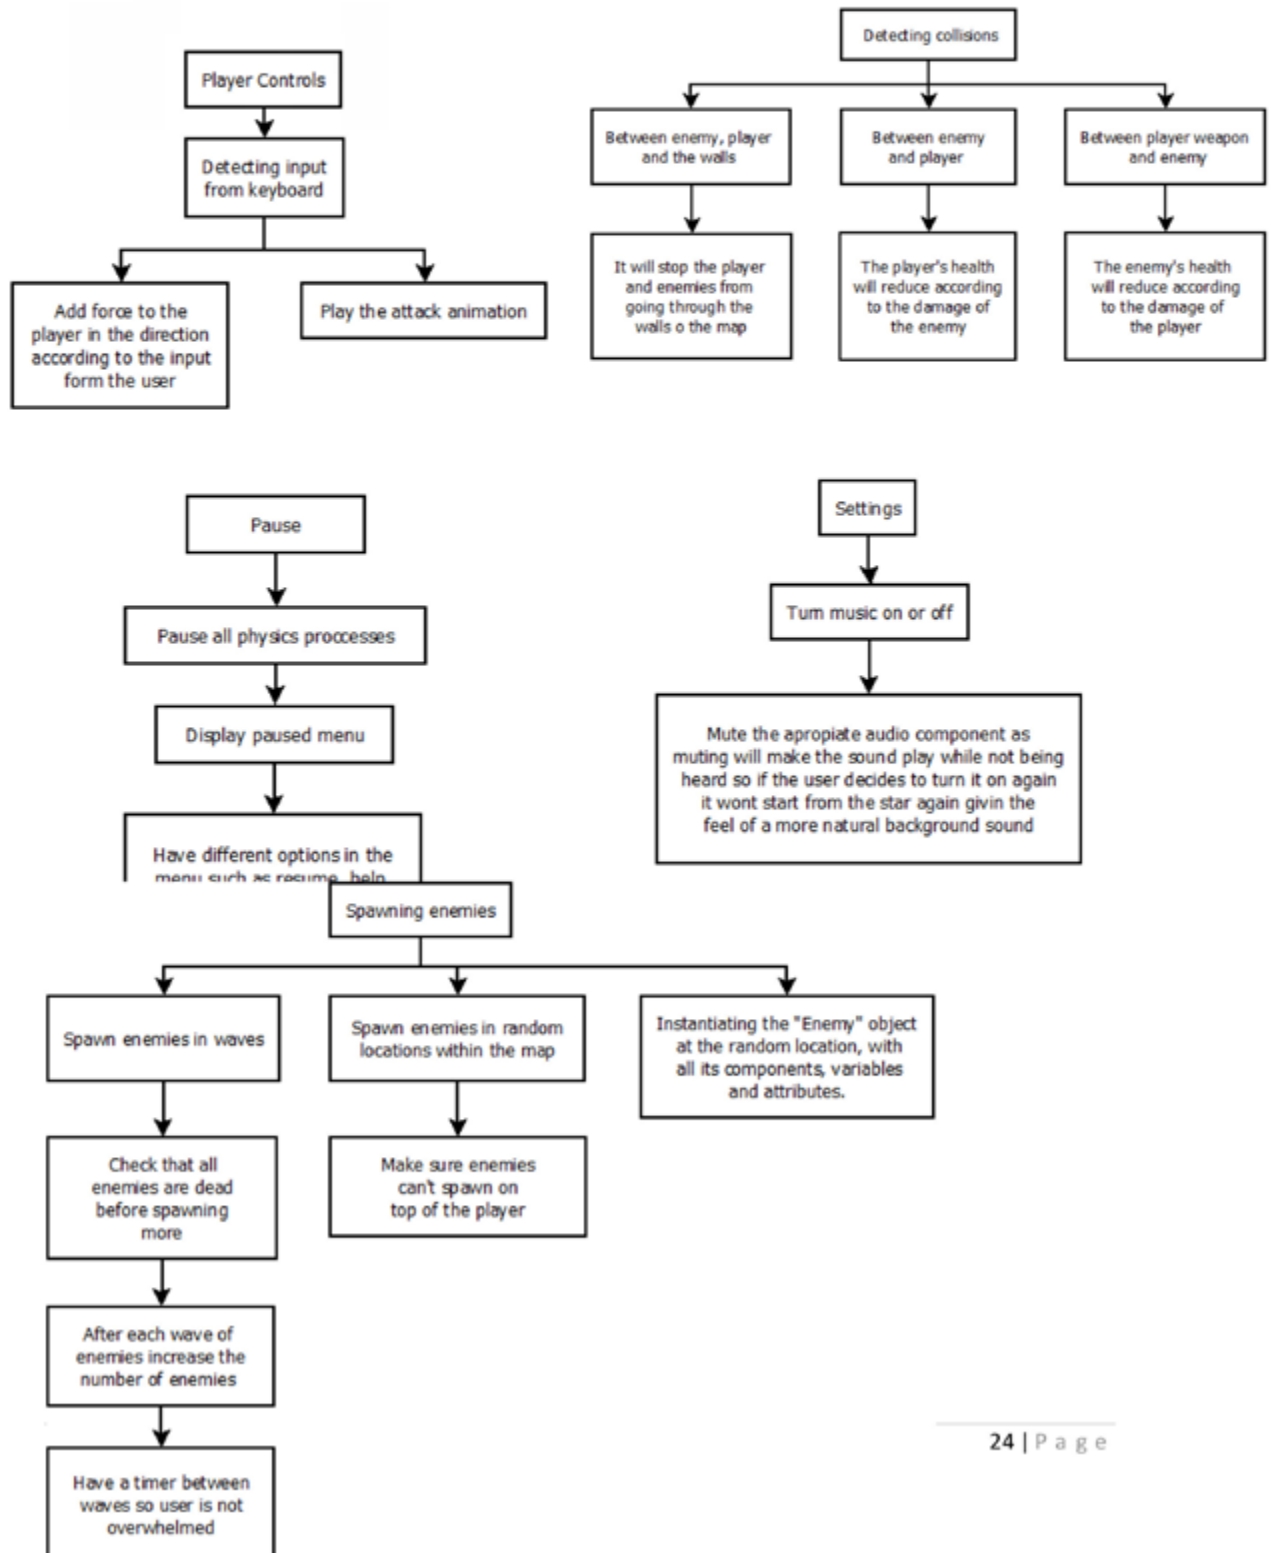 Player Controls
Detecting input
from keyboard
Add force to the
player in the direction
according to the input
form the user
Play the attack animation
Detecting collisions
Between enemy, player
and the walls
It will stop the player
and enemies from
going through the
walls o the map
Between enemy
and player
The player's health
will reduce according
to the damage of
the enemy
Between player weapon
and enemy
The enemy's health
will reduce according
to the damage of
the player
Pause
Pause all physics proccesses
Display paused menu
Have different options in the
menu such as resume, help
Settings
Turn music on or off
Mute the apropiate audio component as
muting will make the sound play while not being
heard so if the user decides to turn it on again
it wont start from the star again givin the
feel of a more natural background sound
Spawning enemies
Spawn enemies in waves
Check that all
enemies are dead
before spawning
more
After each wave of
enemies increase the
number of enemies
Have a timer between
waves so user is not
overwhelmed
Spawn enemies in random
locations within the map
Make sure enemies
can't spawn on
top of the player
Instantiating the "Enemy" object
at the random location, with
all its components, variables
and attributes.
24 | Page